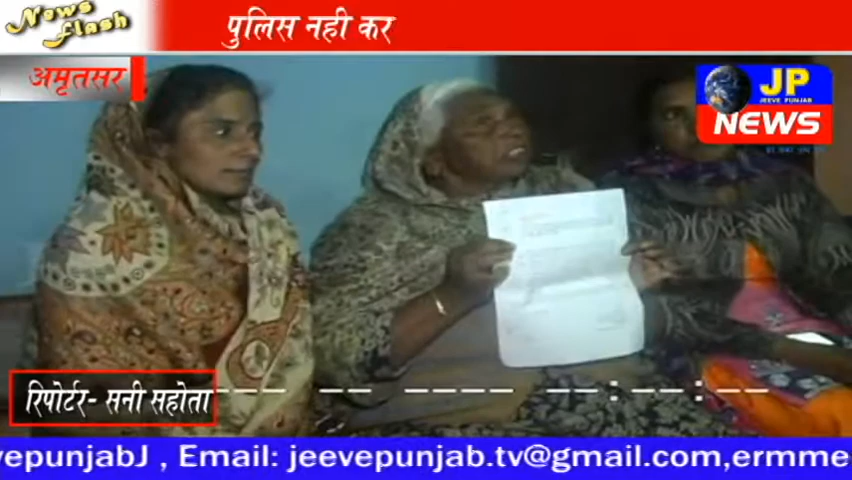 News Flash
पुलिस नही कर
अमृतसर
JP
JEEVE PUNJAB
NEWS
रिपोर्टर- सनी सहोता
-- -- ---- --:--:--
vepunjabJ , Email: jeevepunjab.tv@gmail.com,ermme